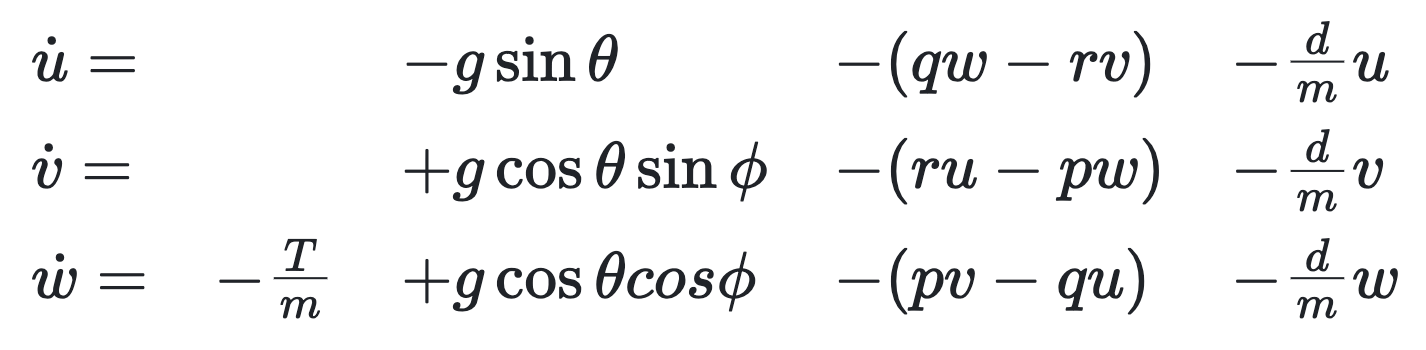 u̇ = −g sin θ −(qw − rv) −d/m u
v̇ = +g cos θ sin ϕ −(ru − pw) −d/m v
ẇ = −T/m +g cos θcosϕ −(pv − qu) −d/m w